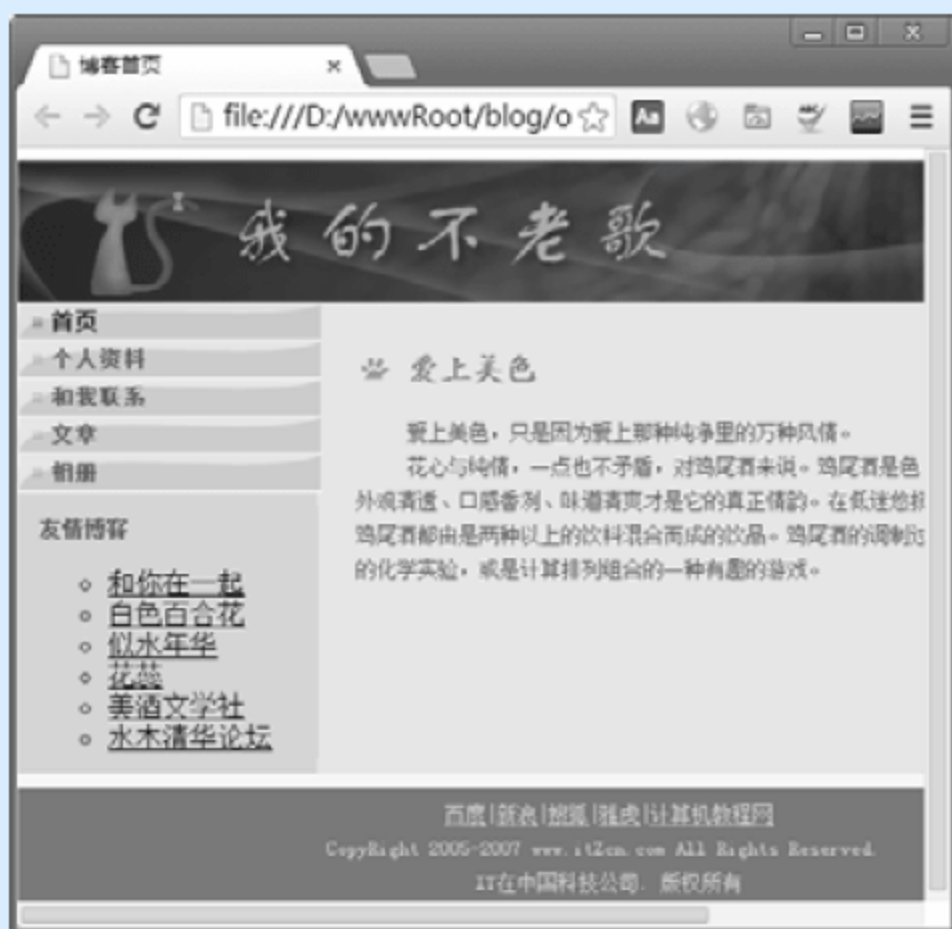 博客首页
file:///D:/wwwRoot/blog/o
我的不老歌
首页
个人资料
和我联系
文章
相册
友情博客
和你在一起
白色百合花
似水年华
花蕊
美酒文学社
水木清华论坛
爱上美色
爱上美色，只是因为爱上那种纯净里的万种风情。
花心与纯情，一点也不矛盾，对鸡尾酒来说。鸡尾酒是色
外观清透、口感香冽、味道清爽才是它的真正情韵。在低迷悠
鸡尾酒都由是两种以上的饮料混合而成的饮品。鸡尾酒的调制过
的化学实验，或是计算排列组合的一种有趣的游戏。
百度|新浪|搜狐|雅虎|计算机教程网
CopyRight 2005-2007 www.itZcn.com All Rights Reserved.
IT在中国科技公司. 版权所有